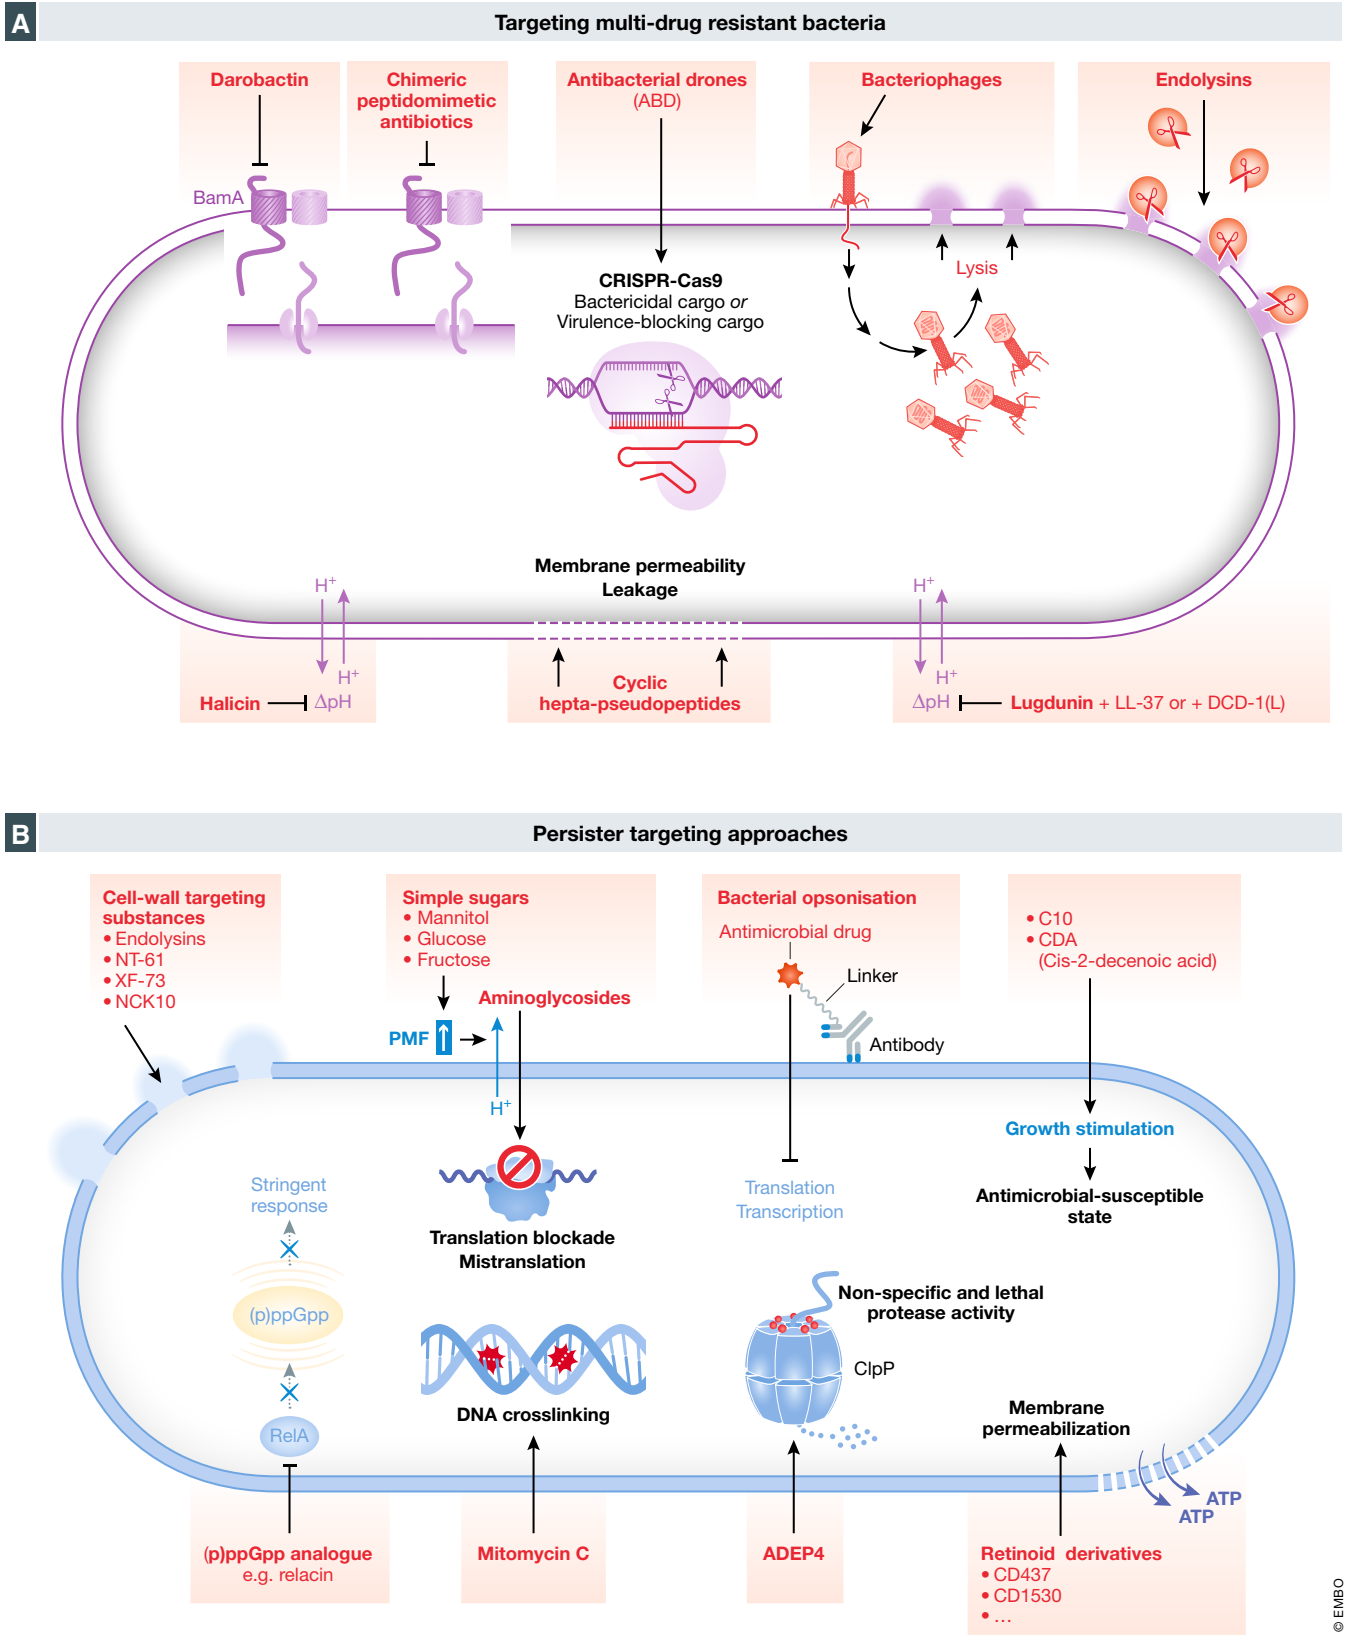 A
Targeting multi-drug resistant bacteria
Darobactin
Chimeric
peptidomimetic
antibiotics
Antibacterial drones
(ABD)
Bacteriophages
Endolysins
BamA
CRISPR-Cas9
Bactericidal cargo or
Virulence-blocking cargo
Lysis
Membrane permeability
Leakage
H+
H+
ΔpH
Halicin
Cyclic
hepta-pseudopeptides
H+
H+
ΔpH
Lugdunin + LL-37 or + DCD-1(L)
B
Persister targeting approaches
Cell-wall targeting
substances
• Endolysins
• NT-61
• XF-73
• NCK10
Simple sugars
• Mannitol
• Glucose
• Fructose
Aminoglycosides
PMF
H+
Bacterial opsonisation
Antimicrobial drug
Linker
Antibody
• C10
• CDA
(Cis-2-decenoic acid)
Growth stimulation
Antimicrobial-susceptible
state
Stringent
response
(p)ppGpp
RelA
Translation blockade
Mistranslation
Translation
Transcription
Non-specific and lethal
protease activity
ClpP
DNA crosslinking
Membrane
permeabilization
ATP
ATP
(p)ppGpp analogue
e.g. relacin
Mitomycin C
ADEP4
Retinoid derivatives
• CD437
• CD1530
• ...
© EMBO